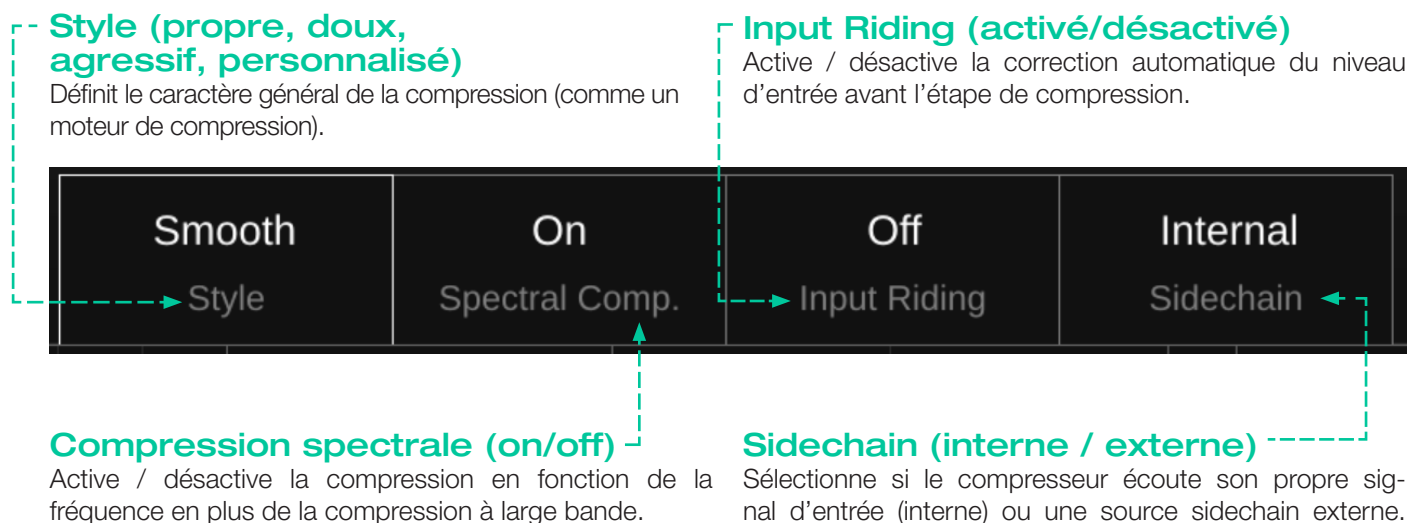 Style (propre, doux,
agressif, personnalisé)
Définit le caractère général de la compression (comme un
moteur de compression).
Input Riding (activé/désactivé)
Active / désactive la correction automatique du niveau
d’entrée avant l’étape de compression.
Smooth
Style
On
Spectral Comp.
Off
Input Riding
Internal
Sidechain
Compression spectrale (on/off)
Active / désactive la compression en fonction de la
fréquence en plus de la compression à large bande.
Sidechain (interne / externe)
Sélectionne si le compresseur écoute son propre sig-
nal d’entrée (interne) ou une source sidechain externe.